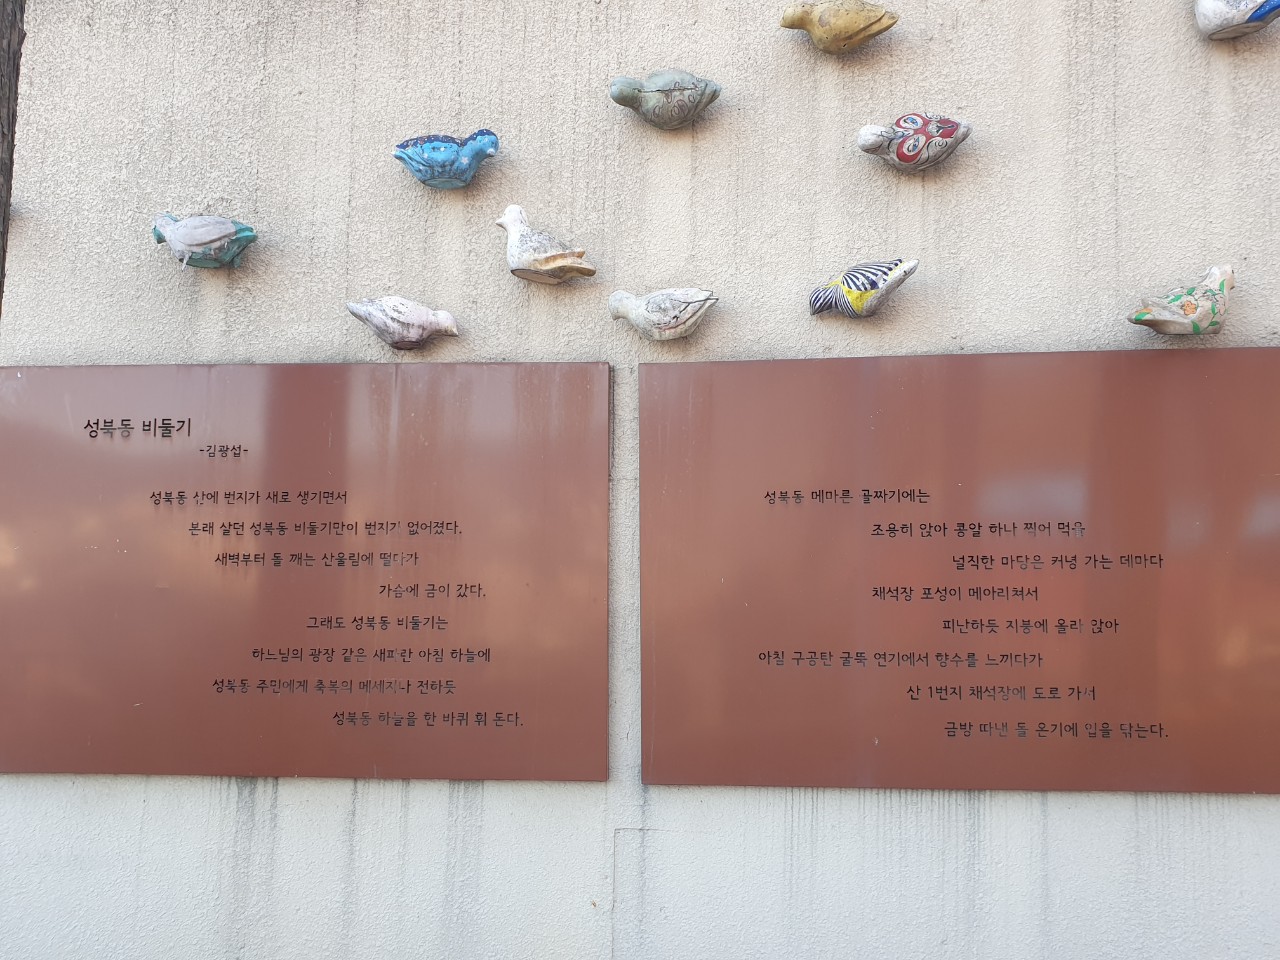 성북동 비둘기
-김광섭-
성북동 산에 번지가 새로 생기면서
본래 살던 성북동 비둘기만이 번지가 없어졌다.
새벽부터 돌 깨는 산울림에 떨다가
가슴에 금이 갔다.
그래도 성북동 비둘기는
하느님의 광장 같은 새파란 아침 하늘에
성북동 주민에게 축복의 메세지나 전하듯
성북동 하늘을 한 바퀴 휘 돈다.
성북동 메마른 골짜기에는
조용히 앉아 콩알 하나 찍어 먹을
널직한 마당은 커녕 가는 데마다
채석장 포성이 메아리쳐서
피난하듯 지붕에 올라 앉아
아침 구공탄 굴뚝 연기에서 향수를 느끼다가
산 1번지 채석장에 도로 가서
금방 따낸 돌 온기에 입을 닦는다.